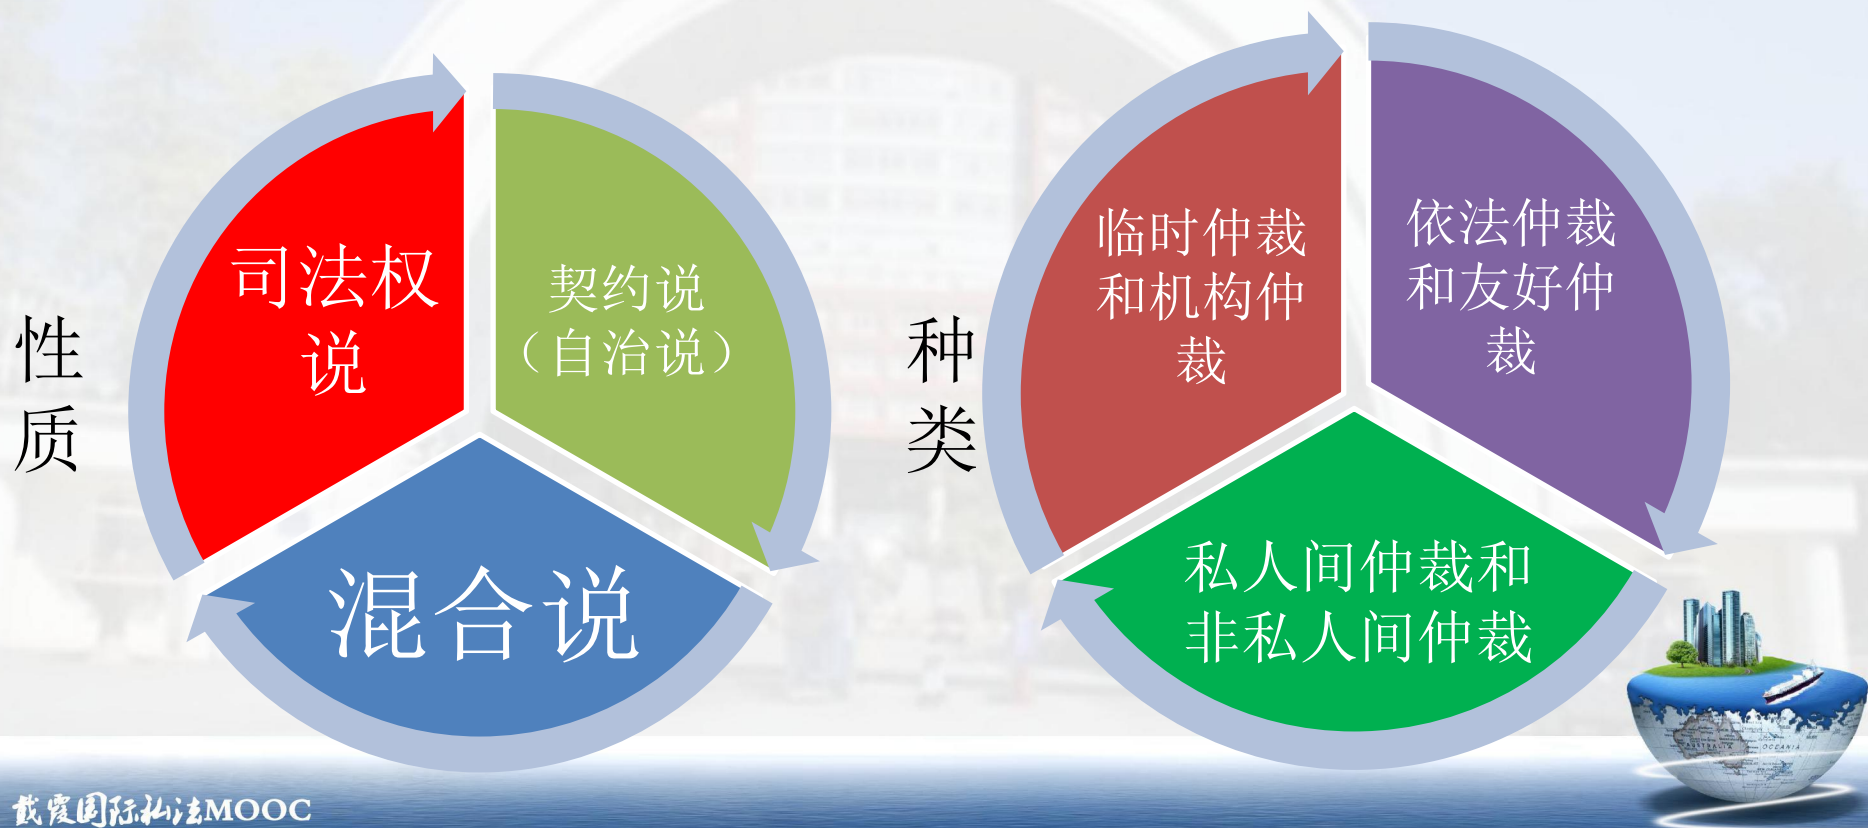 性
质
司法权
说
契约说
（自治说）
混合说
种
类
临时仲裁
和机构仲
裁
依法仲裁
和友好仲
裁
私人间仲裁和
非私人间仲裁
AUSTRALIA
OCEANIA
戴霞国际私法MOOC